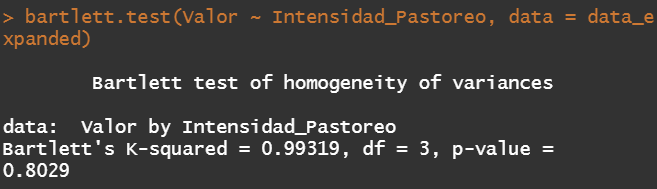 > bartlett.test(Valor ~ Intensidad_Pastoreo, data = data_e
xpanded)
Bartlett test of homogeneity of variances
data:  Valor by Intensidad_Pastoreo
Bartlett's K-squared = 0.99319, df = 3, p-value =
0.8029